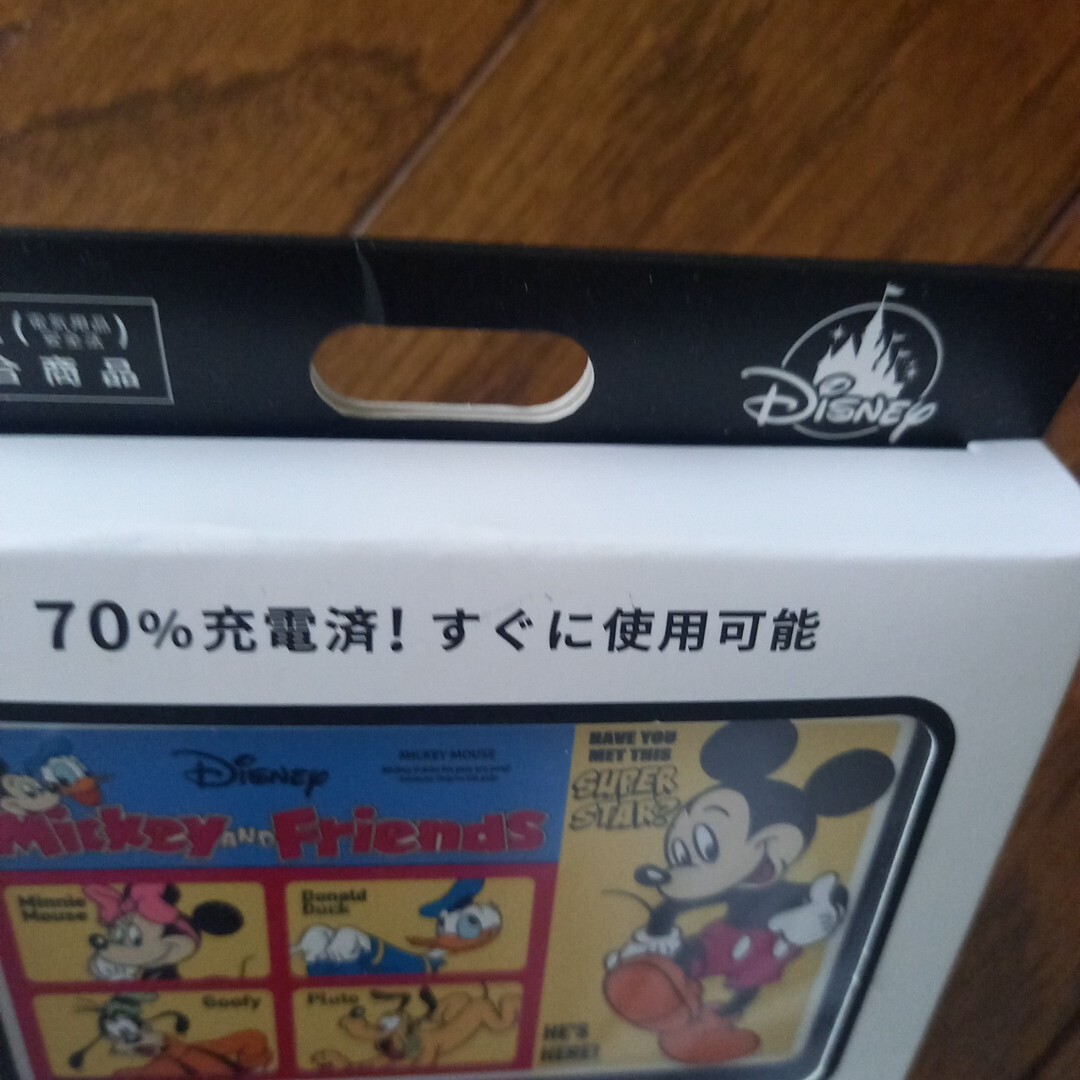 (電気用品
安全法)
合商品
Disney
70%充電済! すぐに使用可能
Disney
MICKEY MOUSE
Mickey AND Friends
HAVE YOU
MET THIS
SUPER
STAR?
Minnie
Mouse
Donald
Duck
Goofy
Pluto
HE'S
HERE!